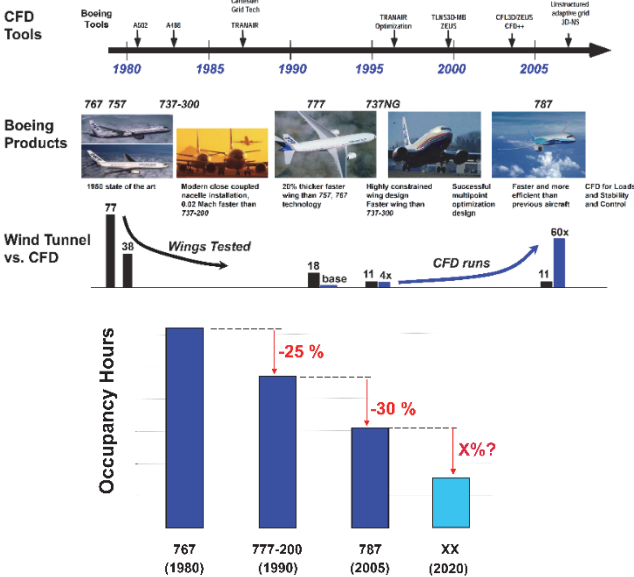 CFD
Tools
Boeing
Tools
A502
A488
Cartesian
Grid Tech
TRANAIR
TRANAIR
Optimization
TLNS3D-MB
ZEUS
CFL3D/ZEUS
CFD++
Unstructured
adaptive grid
3D-NS
1980
1985
1990
1995
2000
2005
Boeing
Products
767 757
737-300
777
737NG
787
1980 state of the art
Modern close coupled
nacelle installation,
0.02 Mach faster than
737-200
20% thicker faster
wing than 757, 767
technology
Highly constrained
wing design
Faster wing than
737-300
Successful
multipoint
optimization
design
Faster and more
efficient than
previous aircraft
CFD for Loads
and Stability
and Control
Wind Tunnel
vs. CFD
77
38
Wings Tested
18
base
11
4x
CFD runs
11
60x
Occupancy Hours
-25 %
-30 %
X%?
767
(1980)
777-200
(1990)
787
(2005)
XX
(2020)